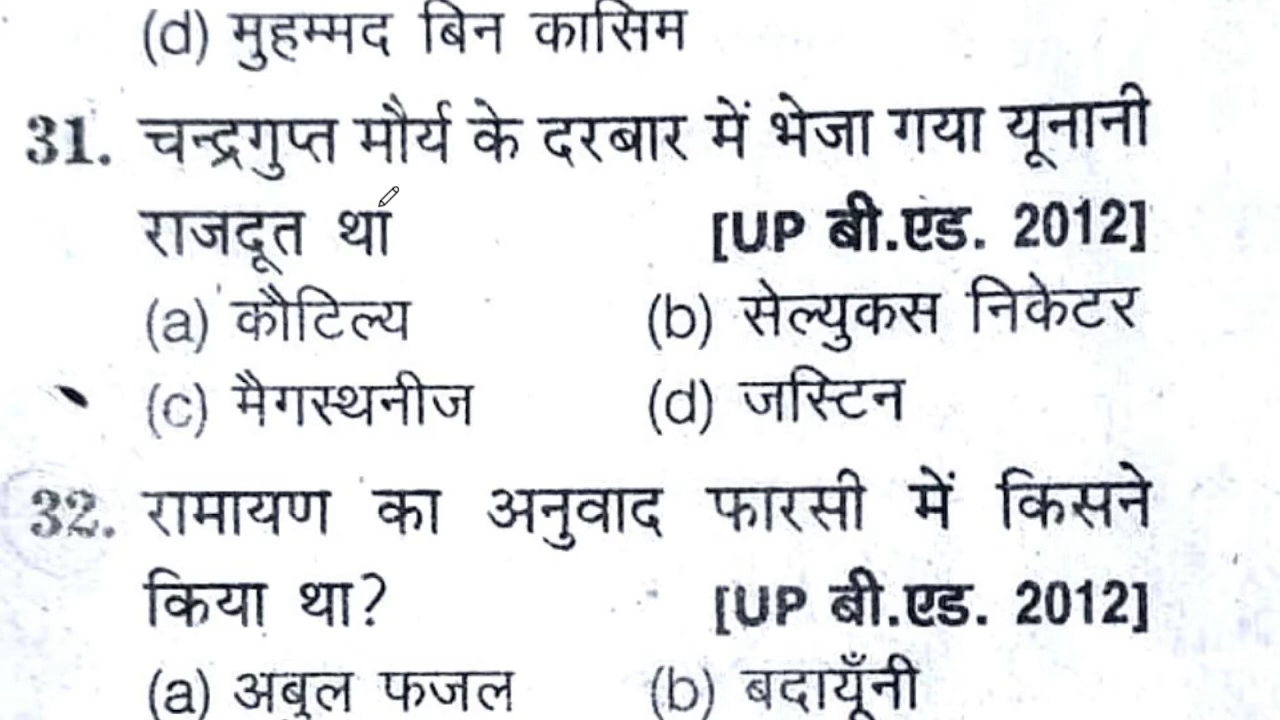 (d) मुहम्मद बिन कासिम
31. चन्द्रगुप्त मौर्य के दरबार में भेजा गया यूनानी
राजदूत था [UP बी.एड. 2012]
(a) कौटिल्य (b) सेल्युकस निकेटर
(c) मैगस्थनीज (d) जस्टिन
32. रामायण का अनुवाद फारसी में किसने
किया था? [UP बी.एड. 2012]
(a) अबुल फजल (b) बदायूँनी